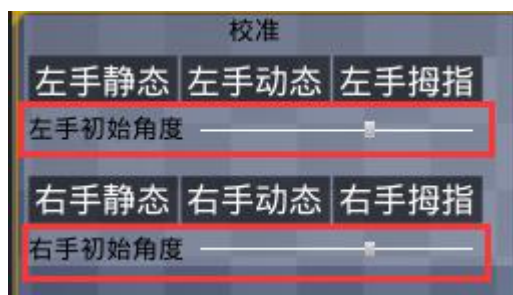 校准
左手静态 左手动态 左手拇指
左手初始角度
右手静态 右手动态 右手拇指
右手初始角度